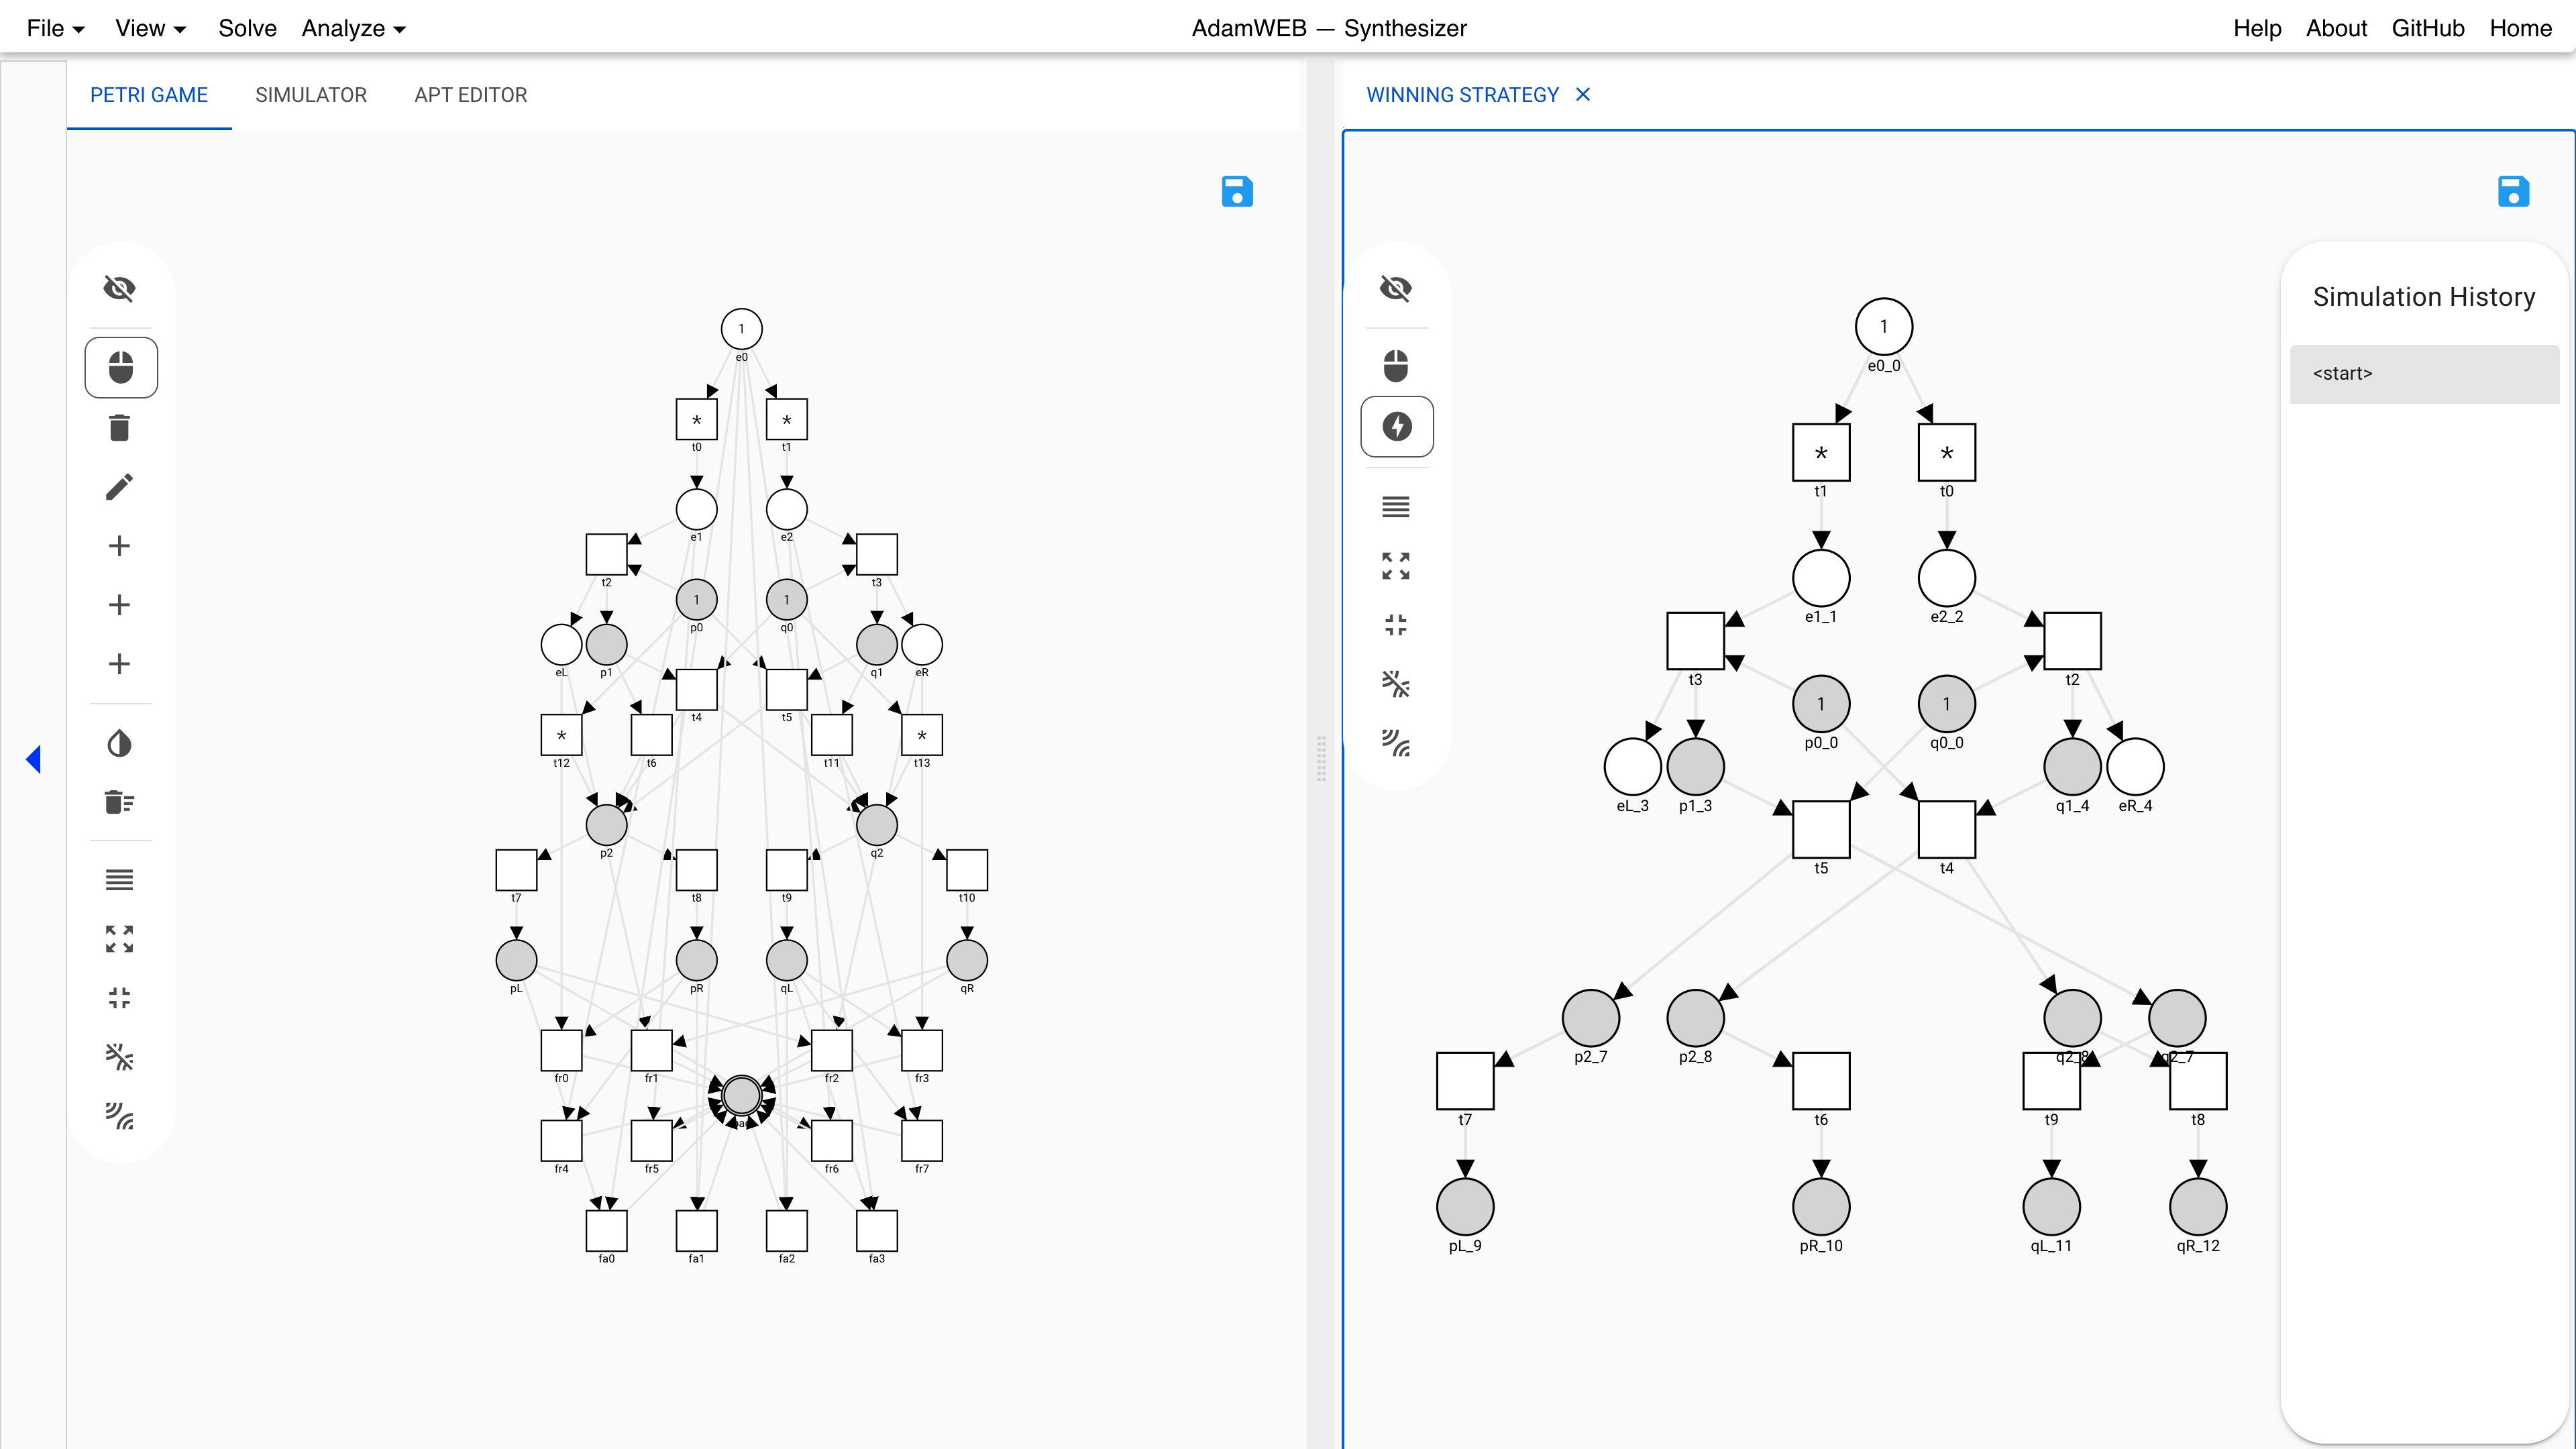 File View Solve Analyze AdamWEB — Synthesizer Help About GitHub Home
PETRI GAME SIMULATOR APT EDITOR
WINNING STRATEGY
1
e0
* *
t0 t1
e1 e2
t2 t3
1 1
p0 q0
eL p1 q1 eR
t4 t5
* *
t12 t6 t11 t13
p2 q2
t7 t8 t9 t10
pL pR qL qR
fr0 fr1 fr2 fr3
fr4 fr5 fr6 fr7
fa0 fa1 fa2 fa3
1
e0_0
* *
t1 t0
e1_1 e2_2
t3 t2
1 1
p0_0 q0_0
eL_3 p1_3 q1_4 eR_4
t5 t4
p2_7 p2_8 q2_8 q2_7
t7 t6 t9 t8
pL_9 pR_10 qL_11 qR_12
Simulation History
<start>